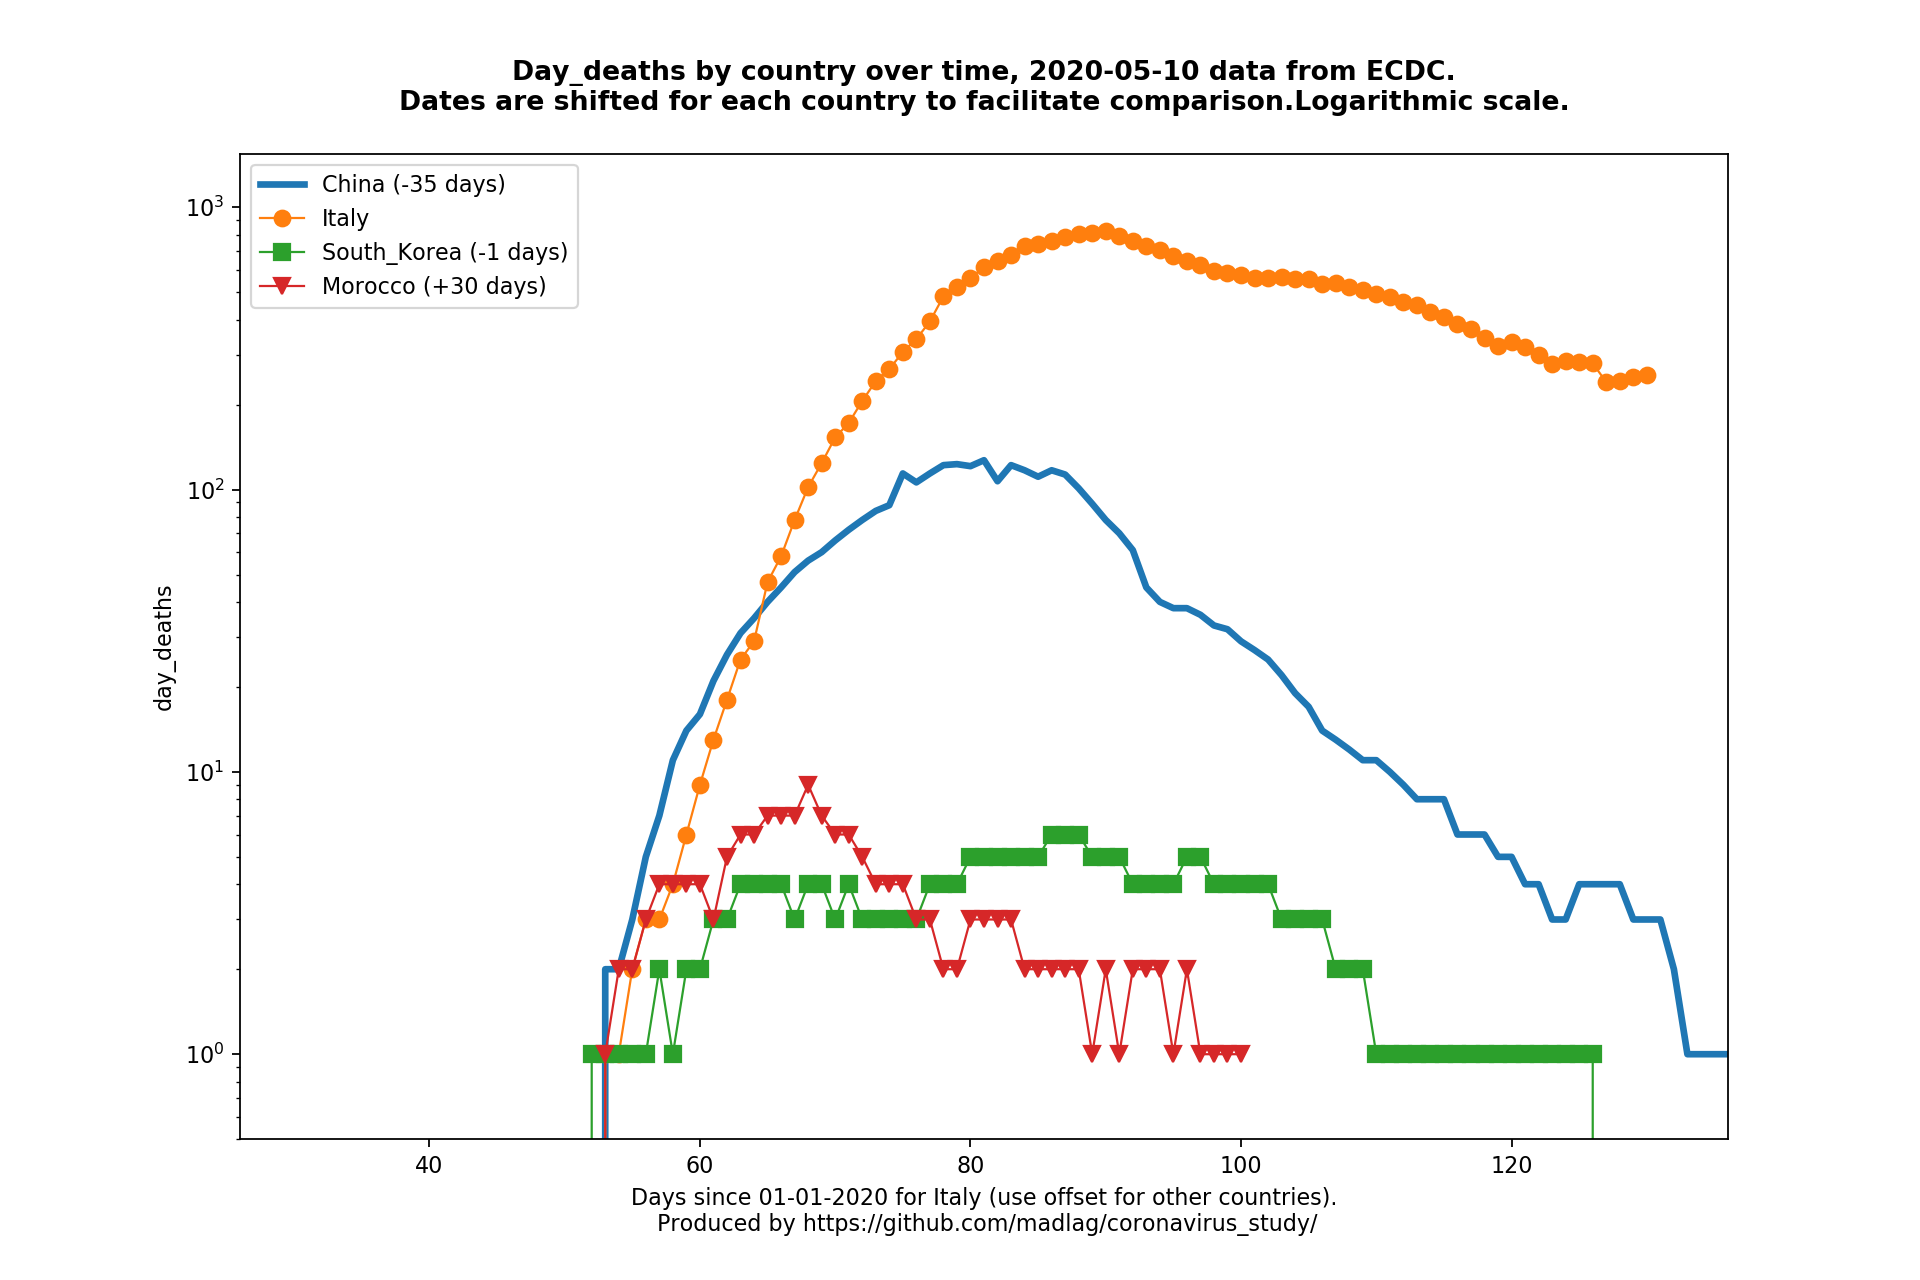 Day_deaths by country over time, 2020-05-10 data from ECDC.
Dates are shifted for each country to facilitate comparison.Logarithmic scale.
China (-35 days)
Italy
South_Korea (-1 days)
Morocco (+30 days)
10³
10²
10¹
10⁰
day_deaths
40 60 80 100 120
Days since 01-01-2020 for Italy (use offset for other countries).
Produced by https://github.com/madlag/coronavirus_study/